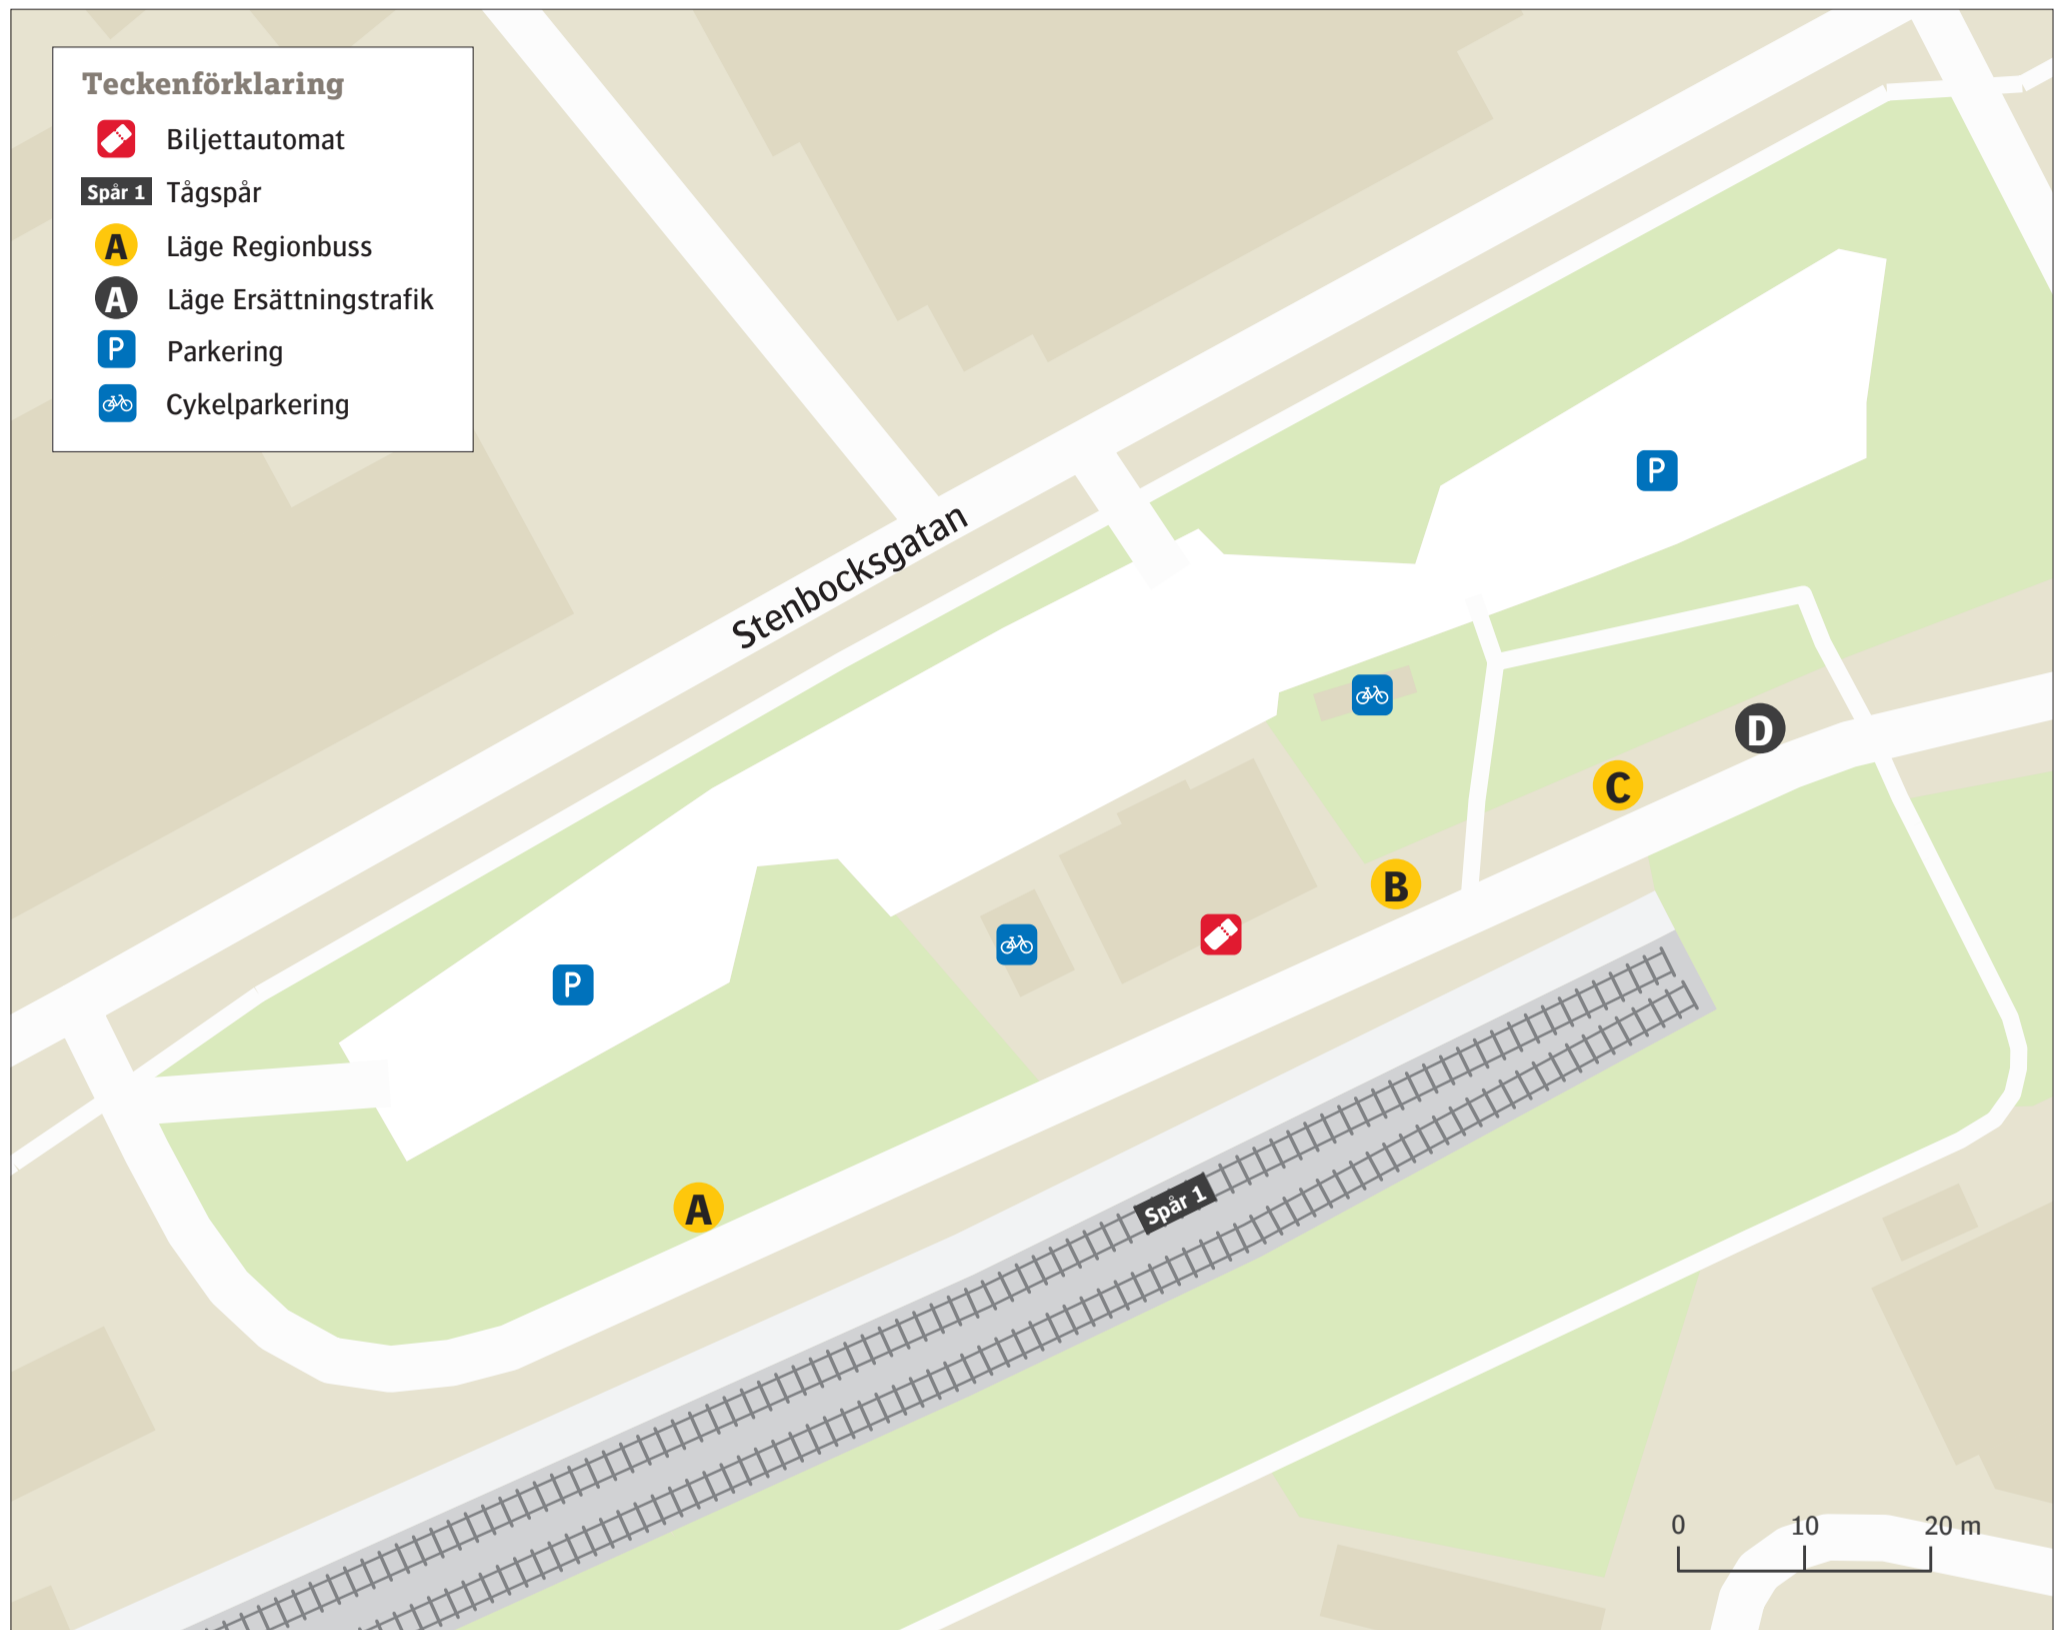 Teckenförklaring
Biljettautomat
Spår 1 Tågspår
A Läge Regionbuss
A Läge Ersättningstrafik
P Parkering
Cykelparkering
Stenbocksgatan
P
D
C
B
P
A
Spår 1
0 10 20 m